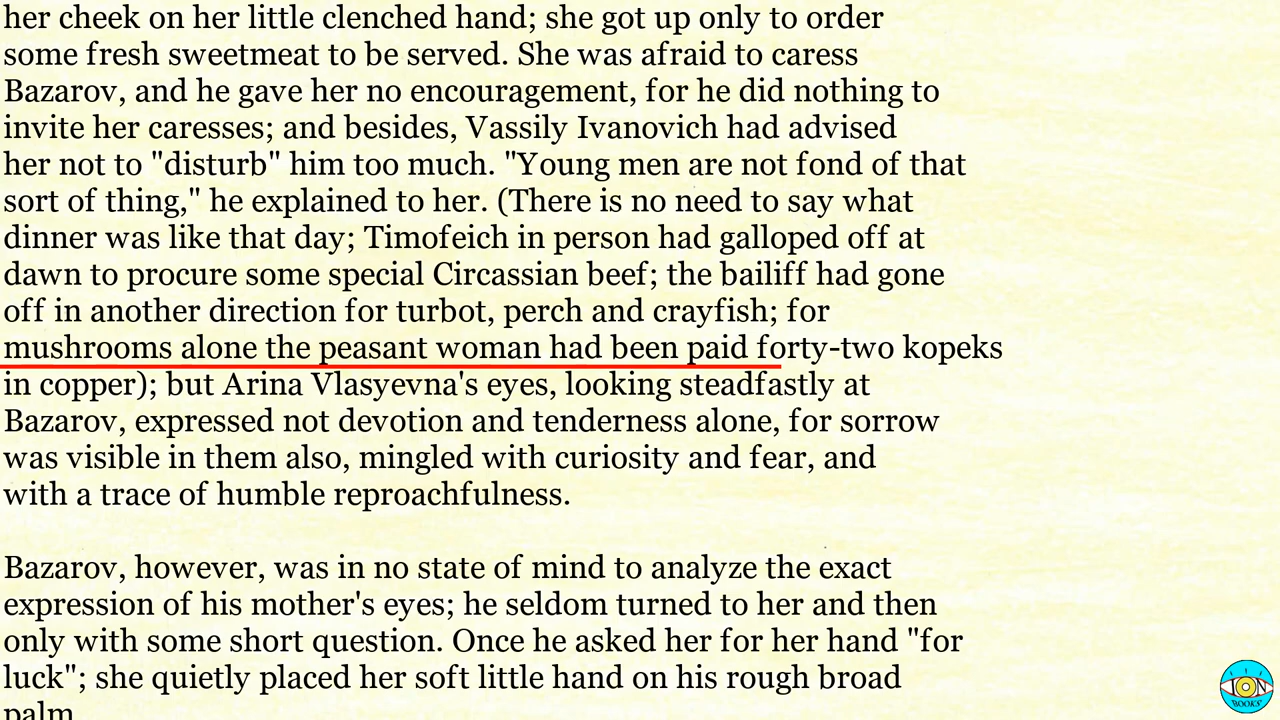 her cheek on her little clenched hand; she got up only to order
some fresh sweetmeat to be served. She was afraid to caress
Bazarov, and he gave her no encouragement, for he did nothing to
invite her caresses; and besides, Vassily Ivanovich had advised
her not to "disturb" him too much. "Young men are not fond of that
sort of thing," he explained to her. (There is no need to say what
dinner was like that day; Timofeich in person had galloped off at
dawn to procure some special Circassian beef; the bailiff had gone
off in another direction for turbot, perch and crayfish; for
mushrooms alone the peasant woman had been paid forty-two kopeks
in copper); but Arina Vlasyevna's eyes, looking steadfastly at
Bazarov, expressed not devotion and tenderness alone, for sorrow
was visible in them also, mingled with curiosity and fear, and
with a trace of humble reproachfulness.
Bazarov, however, was in no state of mind to analyze the exact
expression of his mother's eyes; he seldom turned to her and then
only with some short question. Once he asked her for her hand "for
luck"; she quietly placed her soft little hand on his rough broad
palm.
ION
BOOKS